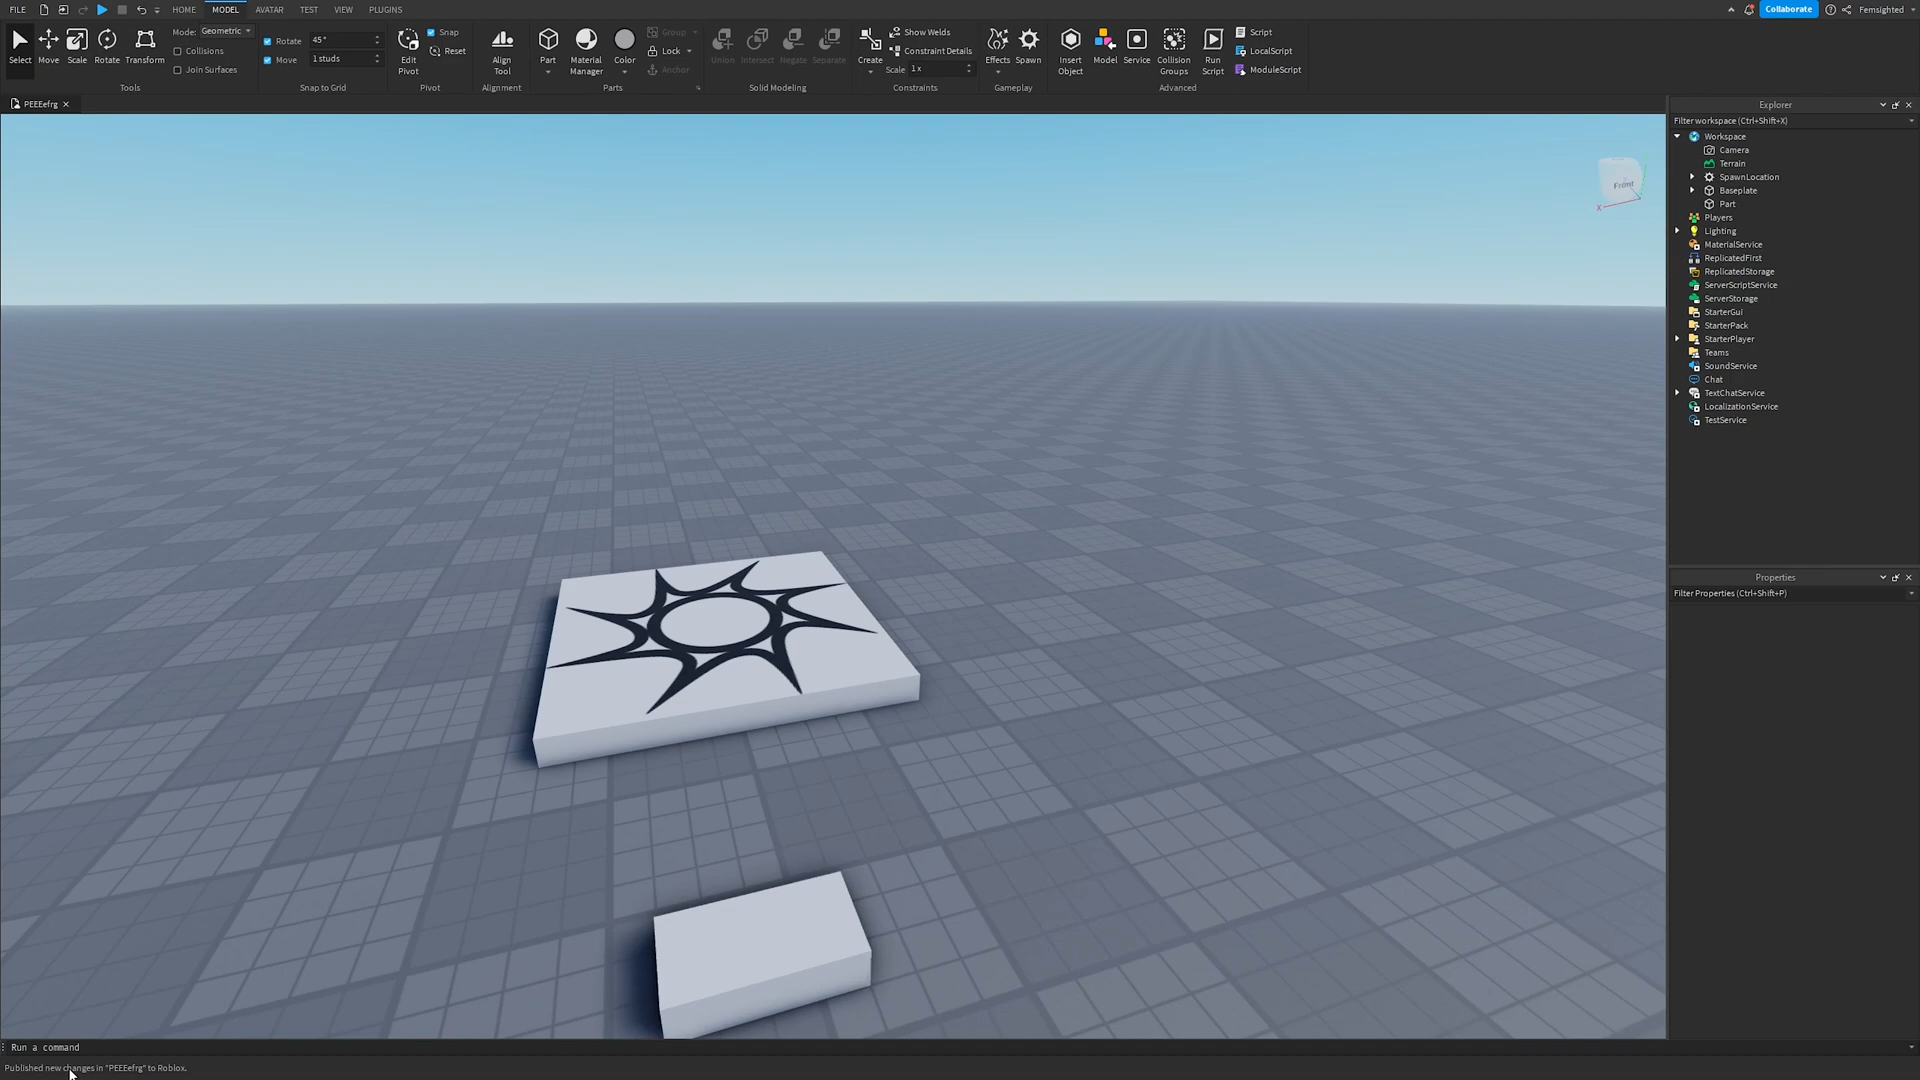 FILE HOME MODEL AVATAR TEST VIEW PLUGINS Collaborate Femsighted
Select Move Scale Rotate Transform
Mode: Geometric
Collisions
Join Surfaces
Tools
Rotate 45°
Move 1 studs
Snap to Grid
Edit Pivot
Snap
Reset
Pivot
Align Tool
Alignment
Part Material Manager Color
Group
Lock
Anchor
Parts
Union Intersect Negate Separate
Solid Modeling
Create
Show Welds
Constraint Details
Scale 1 x
Constraints
Effects Spawn
Gameplay
Insert Object Model Service Collision Groups Run Script
Script
LocalScript
ModuleScript
Advanced
PEEEefrg
Front
X
Explorer
Filter workspace (Ctrl+Shift+X)
Workspace
Camera
Terrain
SpawnLocation
Baseplate
Part
Players
Lighting
MaterialService
ReplicatedFirst
ReplicatedStorage
ServerScriptService
ServerStorage
StarterGui
StarterPack
StarterPlayer
Teams
SoundService
Chat
TextChatService
LocalizationService
TestService
Properties
Filter Properties (Ctrl+Shift+P)
Run a command
Published new changes in "PEEEefrg" to Roblox.